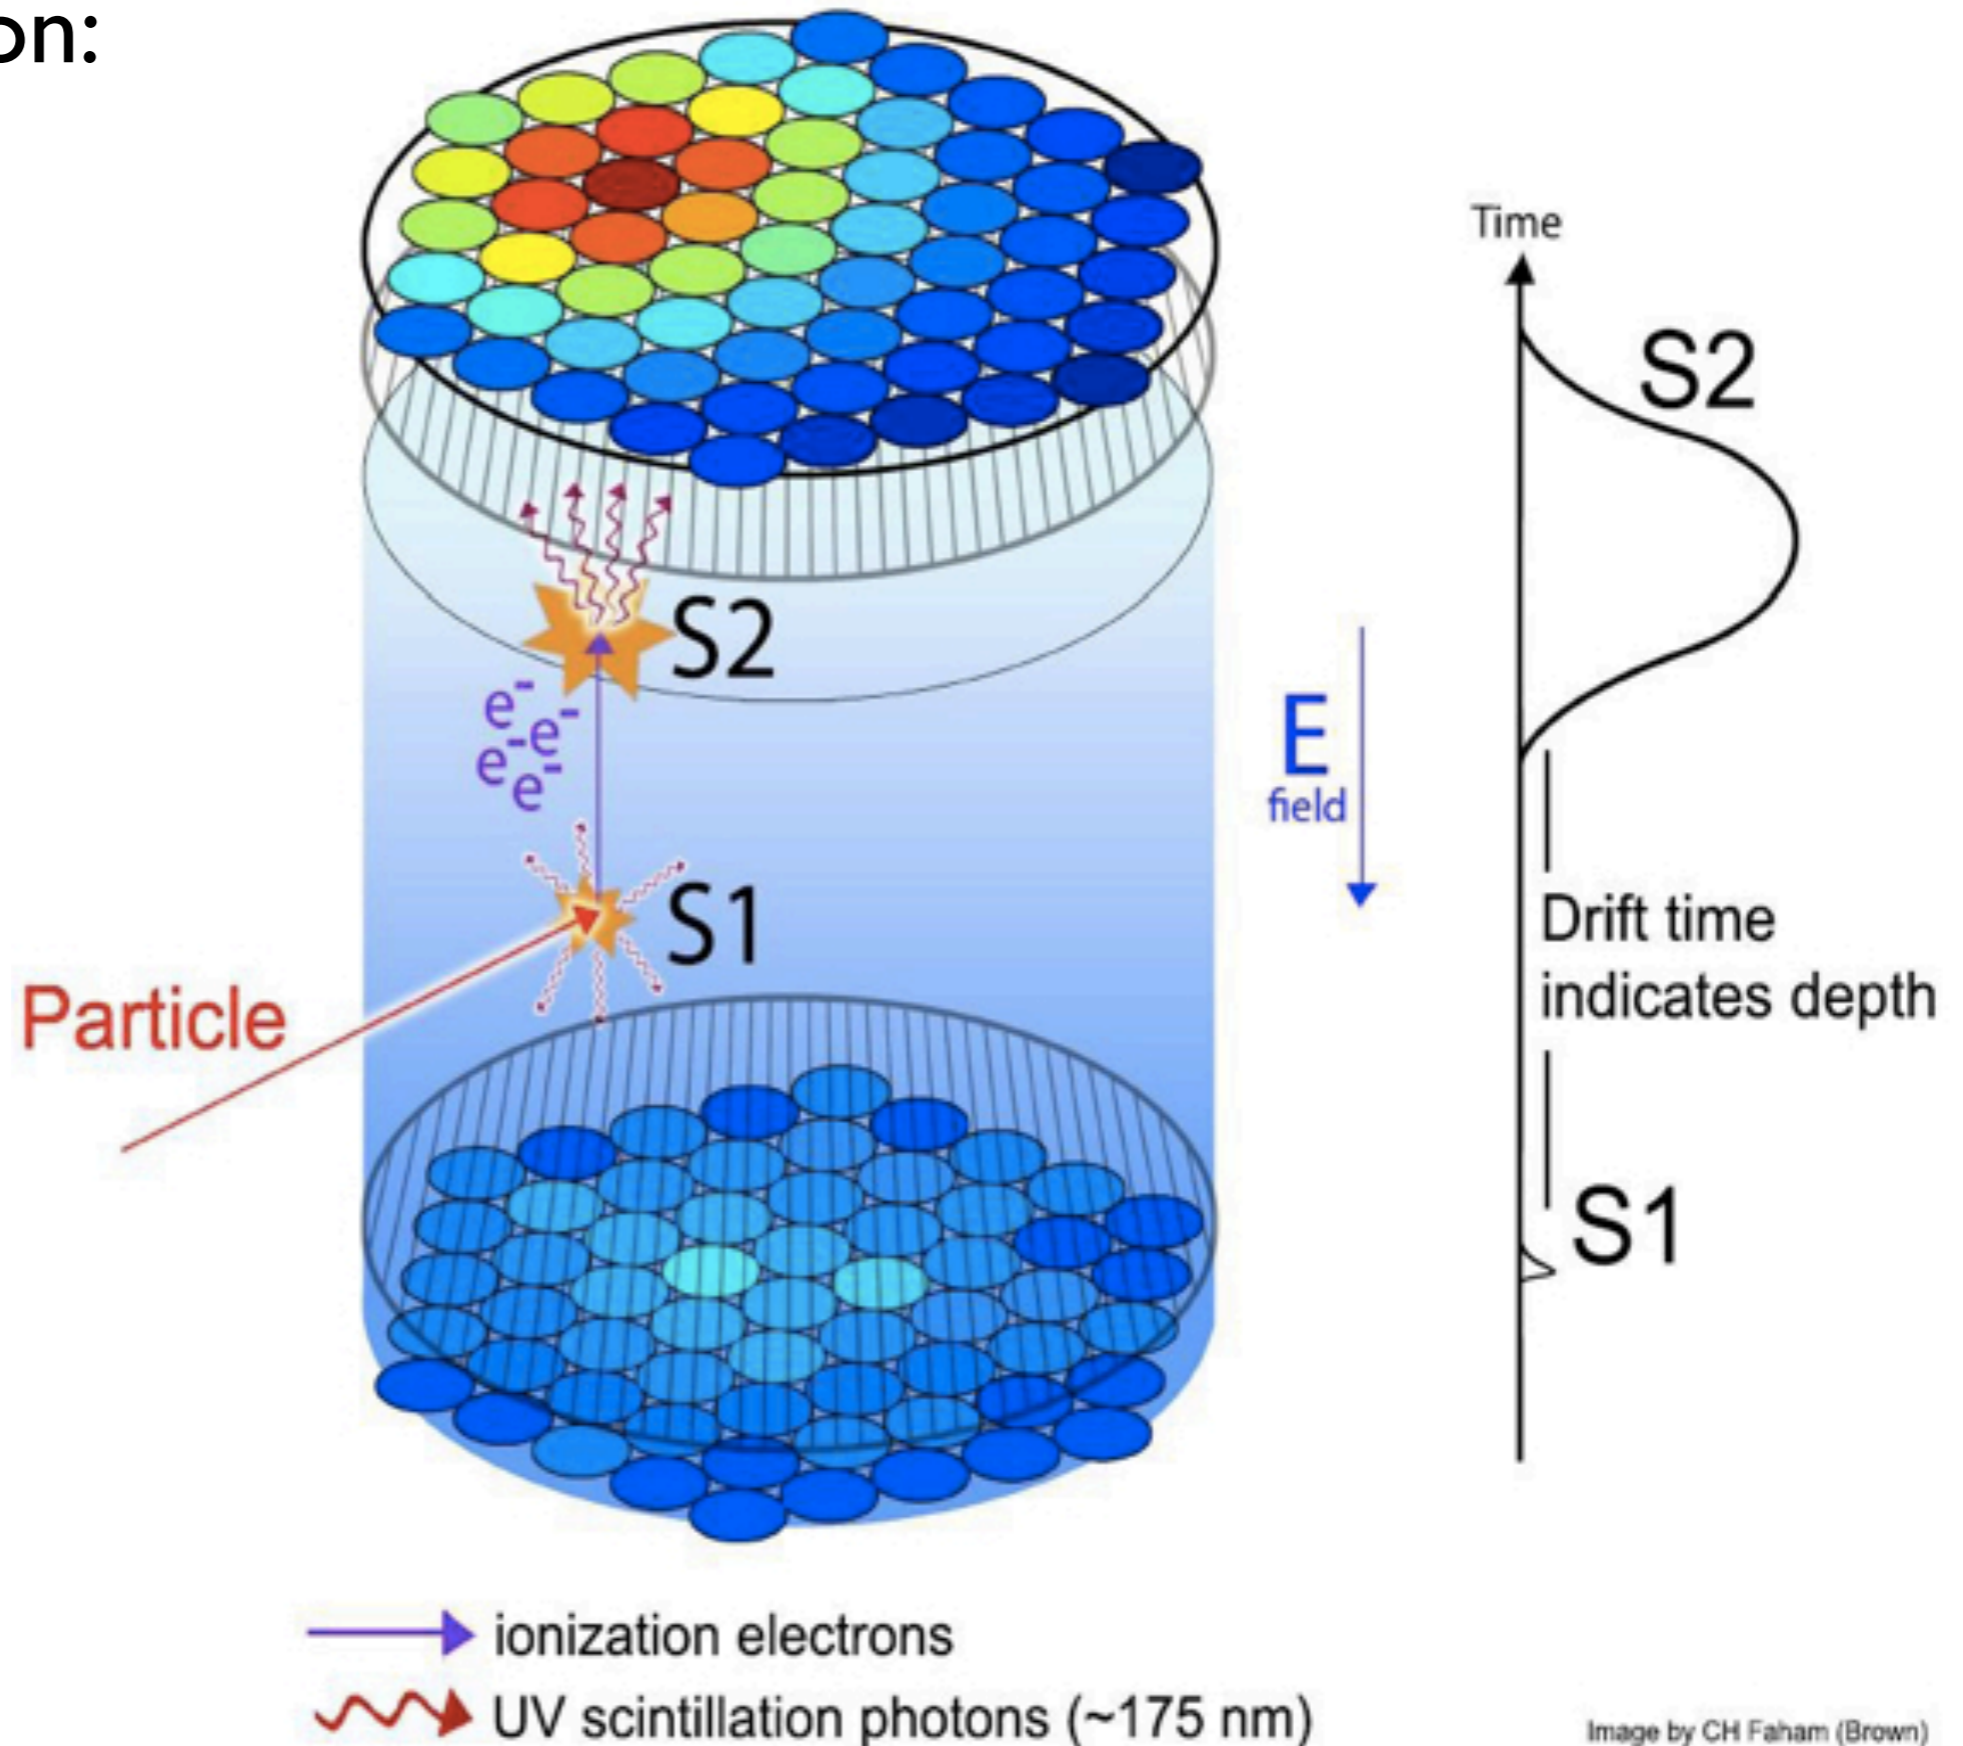 on:
Time
S2
S2
e-
e-
e-
e-
E
field
Drift time
indicates depth
S1
Particle
S1
ionization electrons
UV scintillation photons (~175 nm)
Image by CH Faham (Brown)